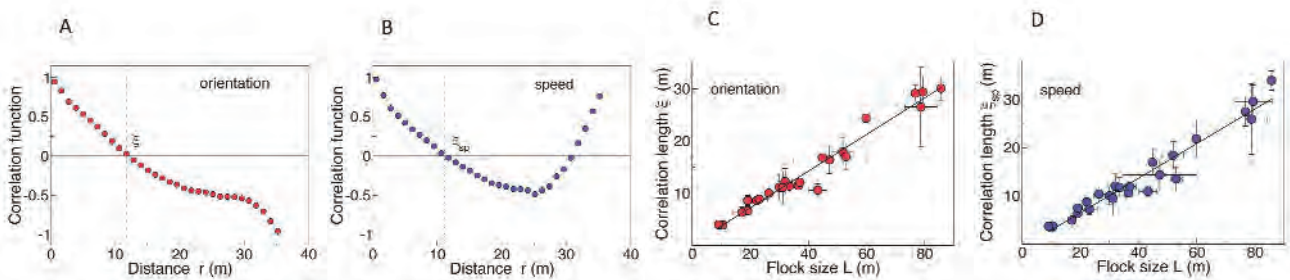 A
Correlation function
1
0.5
0
-0.5
-1
orientation
ξ
0
10
20
30
40
Distance r (m)
B
Correlation function
1
0.5
0
-0.5
-1
speed
ξsp
0
10
20
30
40
Distance r (m)
C
Correlation length ξ (m)
30
20
10
orientation
0
20
40
60
80
Flock size L (m)
D
Correlation length ξsp (m)
30
20
10
speed
0
20
40
60
80
Flock size L (m)